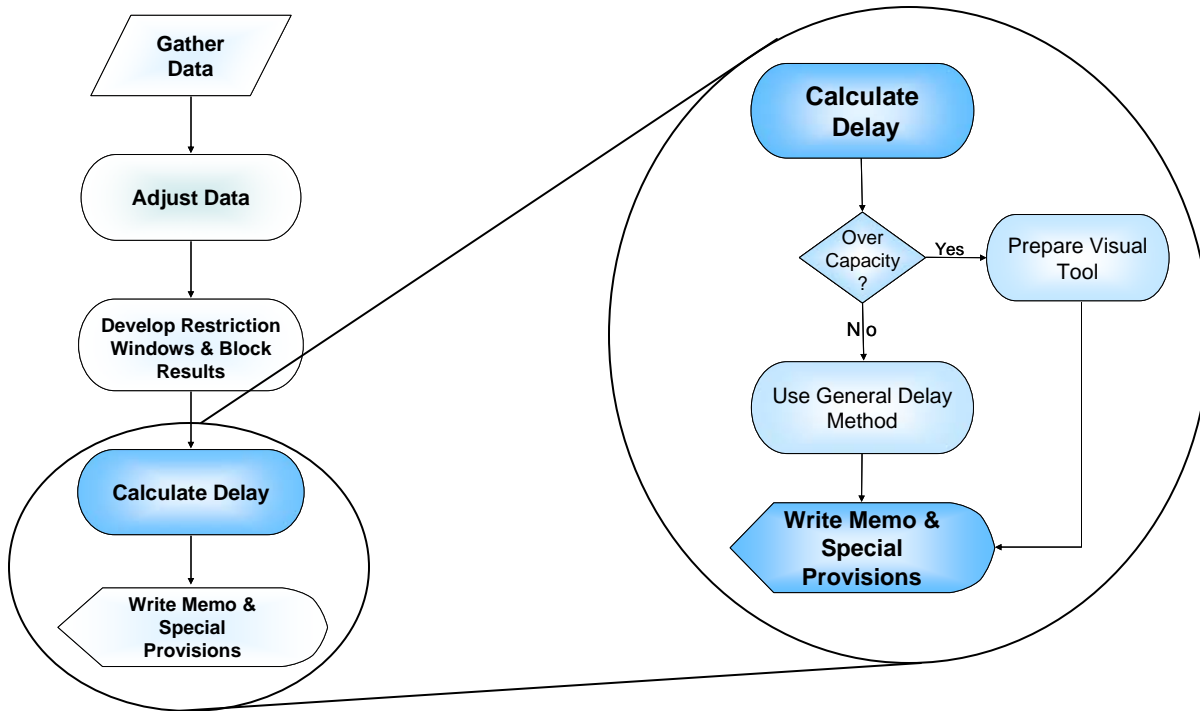 Gather
Data
Adjust Data
Develop Restriction
Windows & Block
Results
Calculate Delay
Write Memo &
Special
Provisions
Calculate
Delay
Over
Capacity
?
Yes
Prepare Visual
Tool
No
Use General Delay
Method
Write Memo &
Special
Provisions